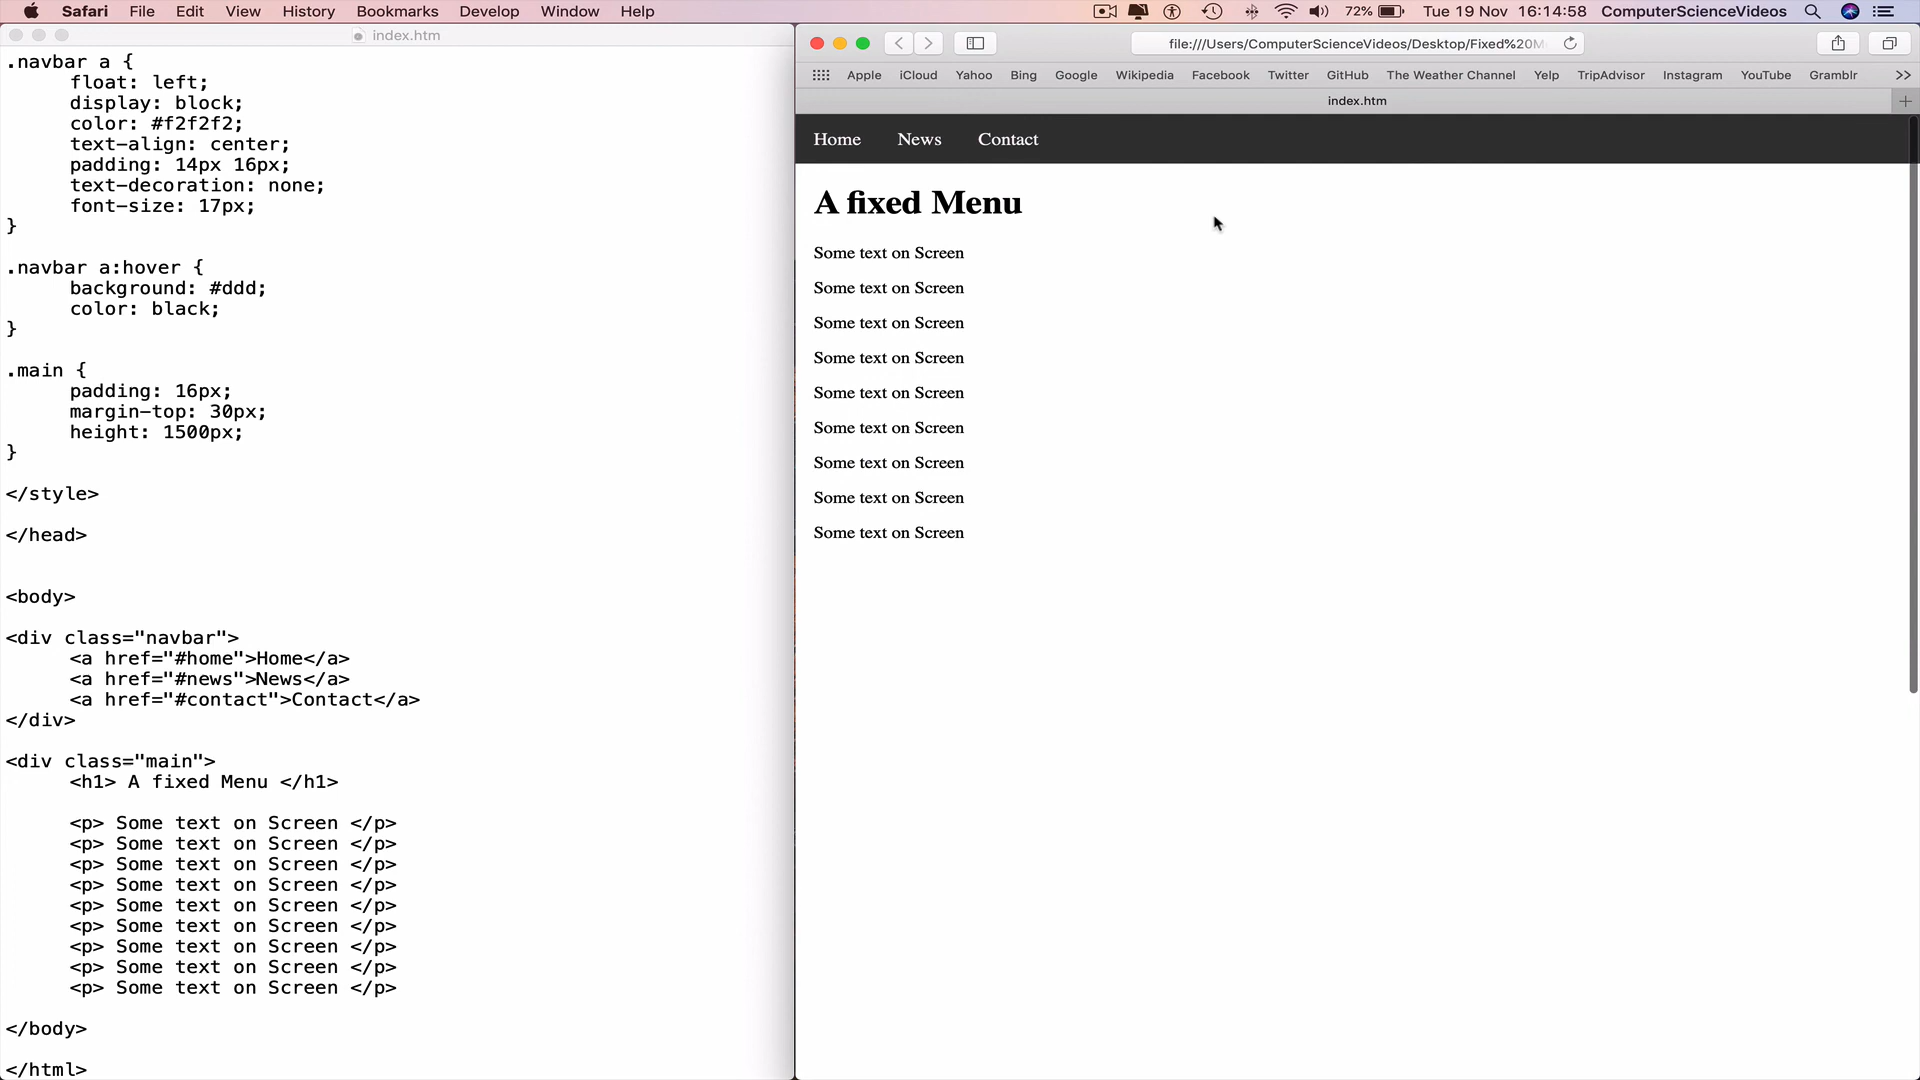 Safari File Edit View History Bookmarks Develop Window Help 72% Tue 19 Nov 16:14:58 ComputerScienceVideos
index.htm
.navbar a {
float: left;
display: block;
color: #f2f2f2;
text-align: center;
padding: 14px 16px;
text-decoration: none;
font-size: 17px;
}
.navbar a:hover {
background: #ddd;
color: black;
}
.main {
padding: 16px;
margin-top: 30px;
height: 1500px;
}
</style>
</head>
<body>
<div class="navbar">
<a href="#home">Home</a>
<a href="#news">News</a>
<a href="#contact">Contact</a>
</div>
<div class="main">
<h1> A fixed Menu </h1>
<p> Some text on Screen </p>
<p> Some text on Screen </p>
<p> Some text on Screen </p>
<p> Some text on Screen </p>
<p> Some text on Screen </p>
<p> Some text on Screen </p>
<p> Some text on Screen </p>
<p> Some text on Screen </p>
<p> Some text on Screen </p>
</body>
</html>
file:///Users/ComputerScienceVideos/Desktop/Fixed%20M
Apple iCloud Yahoo Bing Google Wikipedia Facebook Twitter GitHub The Weather Channel Yelp TripAdvisor Instagram YouTube Gramblr >>
index.htm
Home News Contact
A fixed Menu
Some text on Screen
Some text on Screen
Some text on Screen
Some text on Screen
Some text on Screen
Some text on Screen
Some text on Screen
Some text on Screen
Some text on Screen